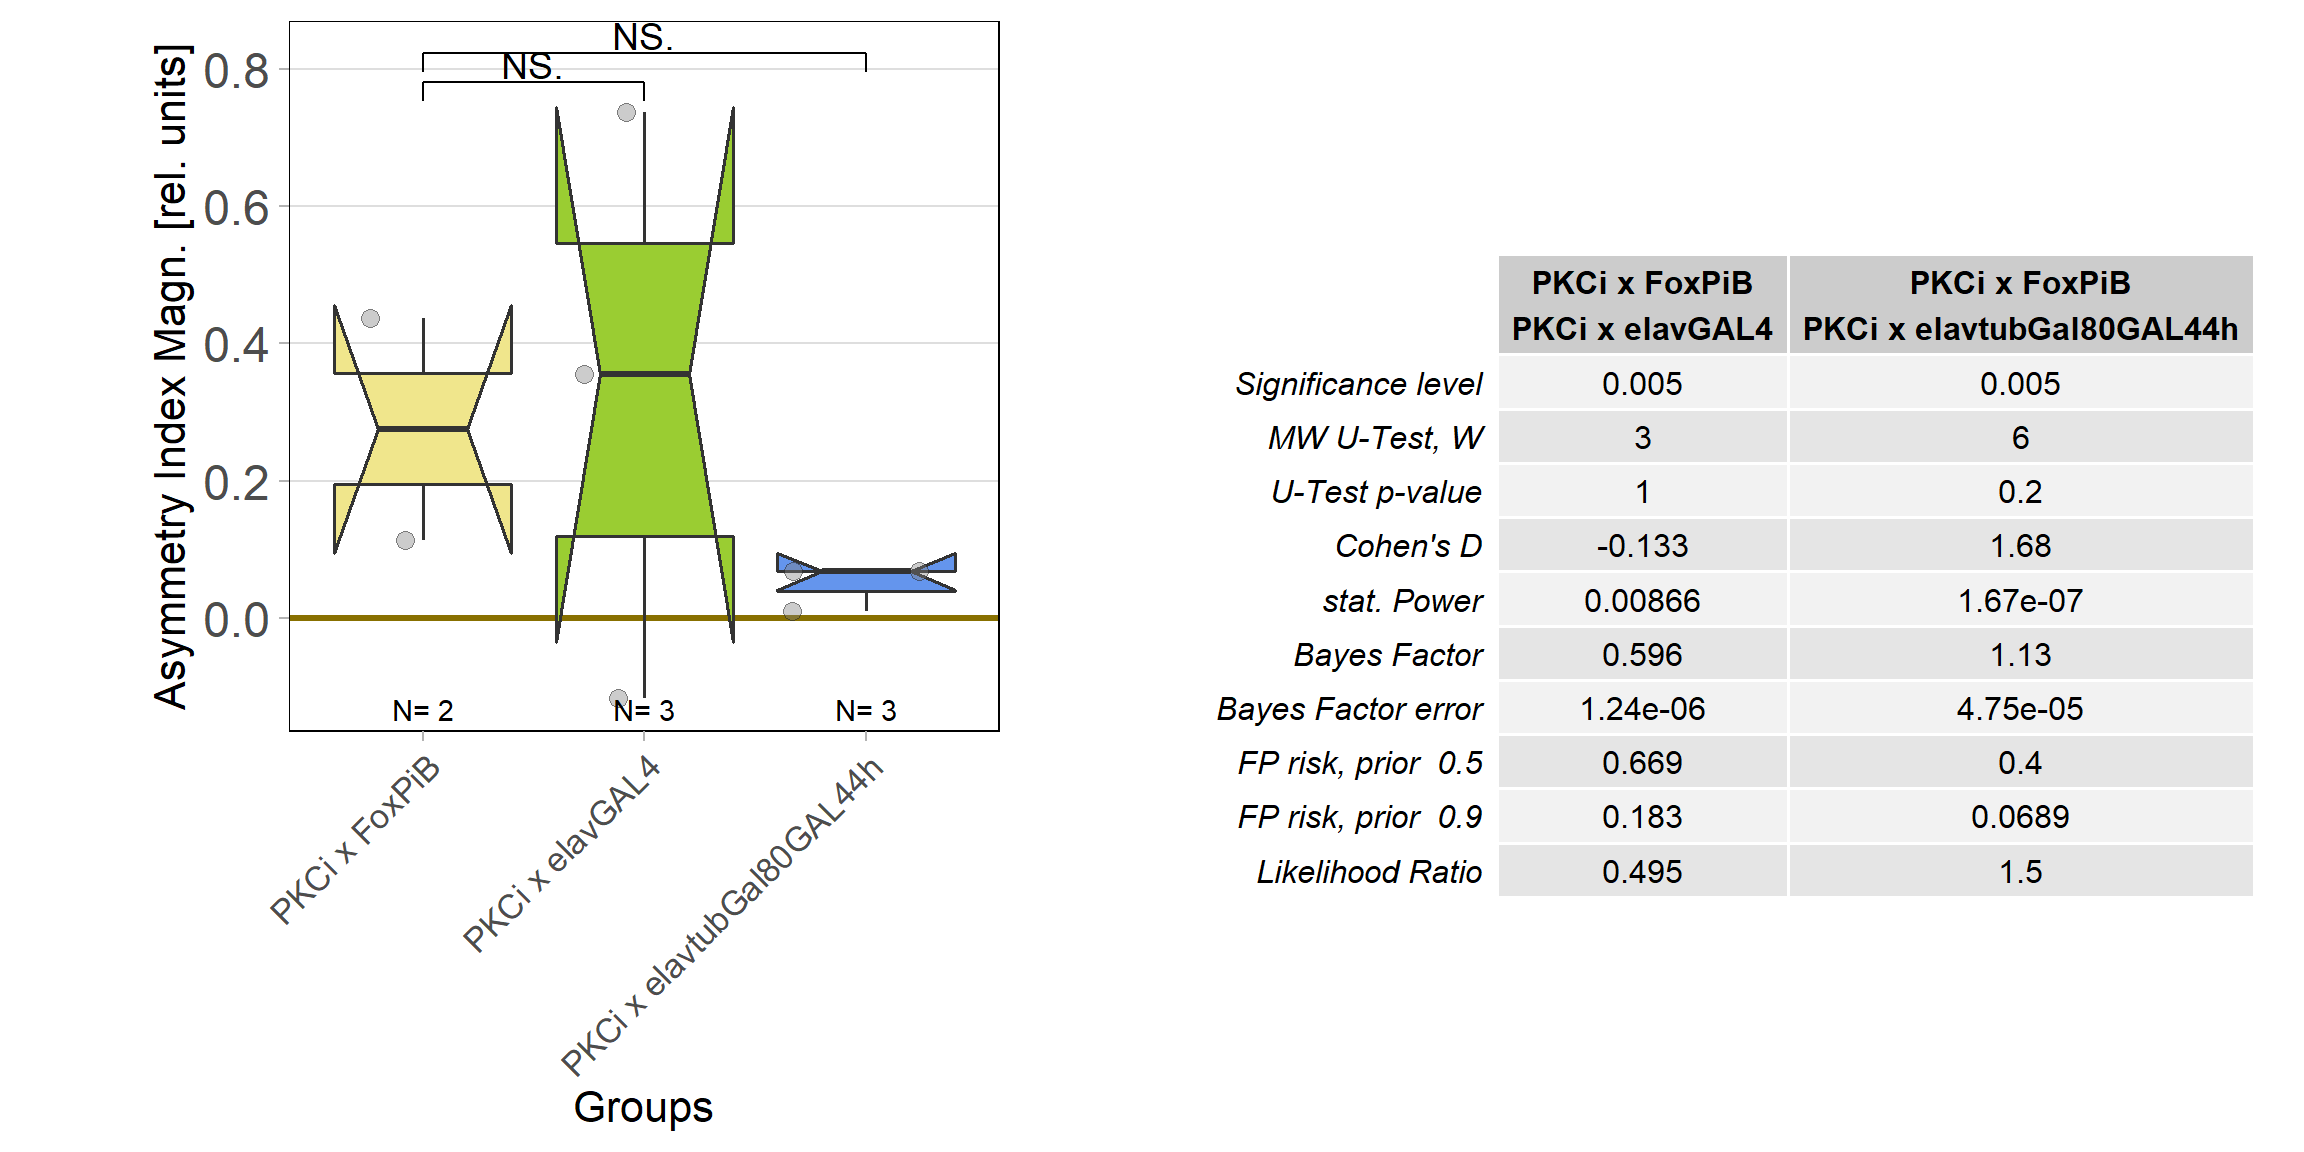 Asymmetry Index Magn. [rel. units]
0.8
0.6
0.4
0.2
0.0
NS.
NS.
N= 2
N= 3
N= 3
PKCi x FoxPiB
PKCi x elavGAL4
PKCi x elavtubGal80GAL44h
Groups
PKCi x FoxPiB PKCi x FoxPiB
PKCi x elavGAL4 PKCi x elavtubGal80GAL44h
Significance level 0.005 0.005
MW U-Test, W 3 6
U-Test p-value 1 0.2
Cohen's D -0.133 1.68
stat. Power 0.00866 1.67e-07
Bayes Factor 0.596 1.13
Bayes Factor error 1.24e-06 4.75e-05
FP risk, prior 0.5 0.669 0.4
FP risk, prior 0.9 0.183 0.0689
Likelihood Ratio 0.495 1.5